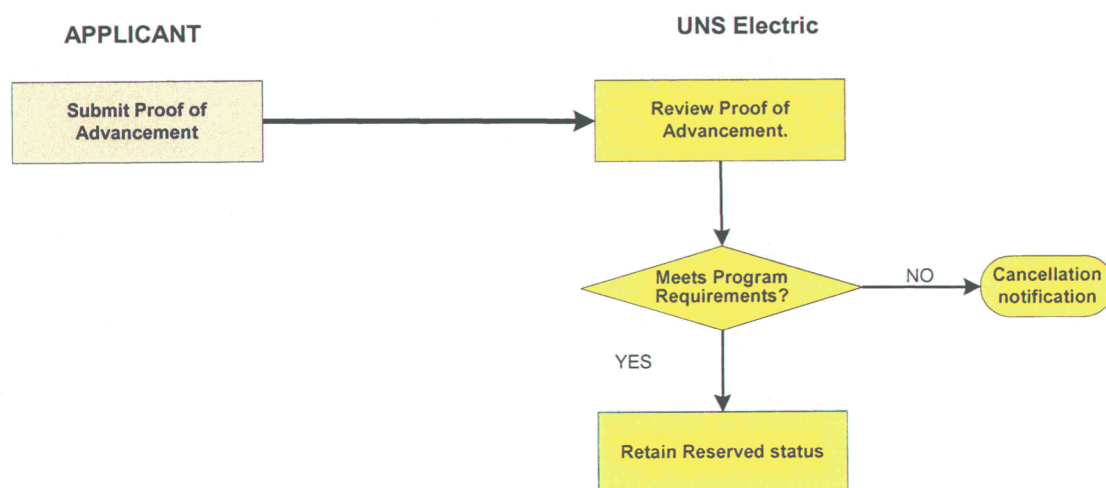 APPLICANT
UNS Electric
Submit Proof of
Advancement
Review Proof of
Advancement.
Meets Program
Requirements?
NO
Cancellation
notification
YES
Retain Reserved status